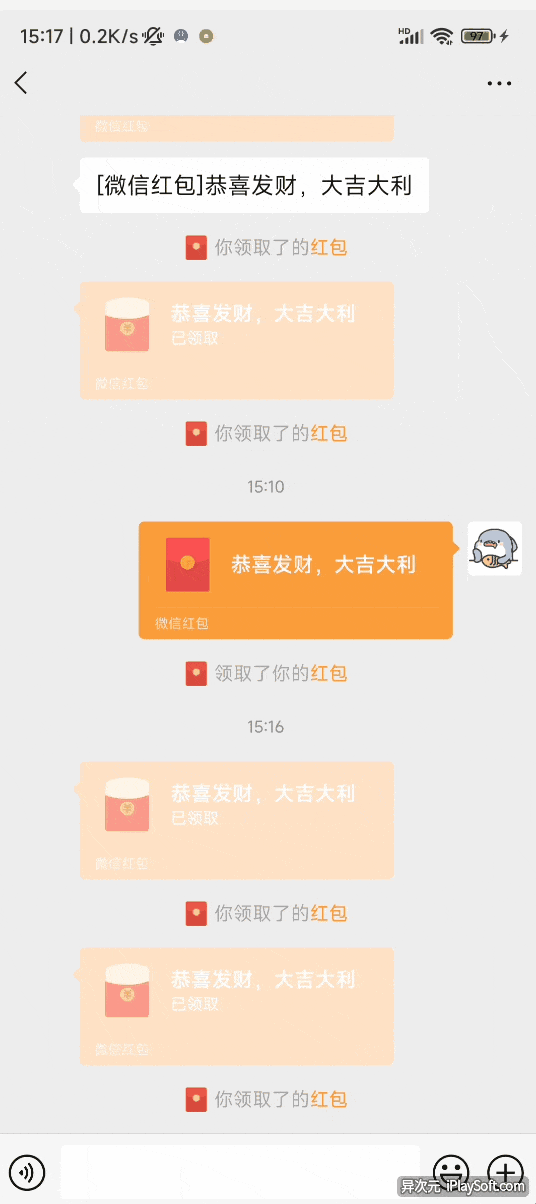 15:17 | 0.2K/s
HD
97
微信红包
[微信红包]恭喜发财，大吉大利
你领取了的红包
恭喜发财，大吉大利
已领取
微信红包
你领取了的红包
15:10
恭喜发财，大吉大利
微信红包
领取了你的红包
15:16
恭喜发财，大吉大利
已领取
微信红包
你领取了的红包
恭喜发财，大吉大利
已领取
微信红包
你领取了的红包
异次元 iPlaySoft.com